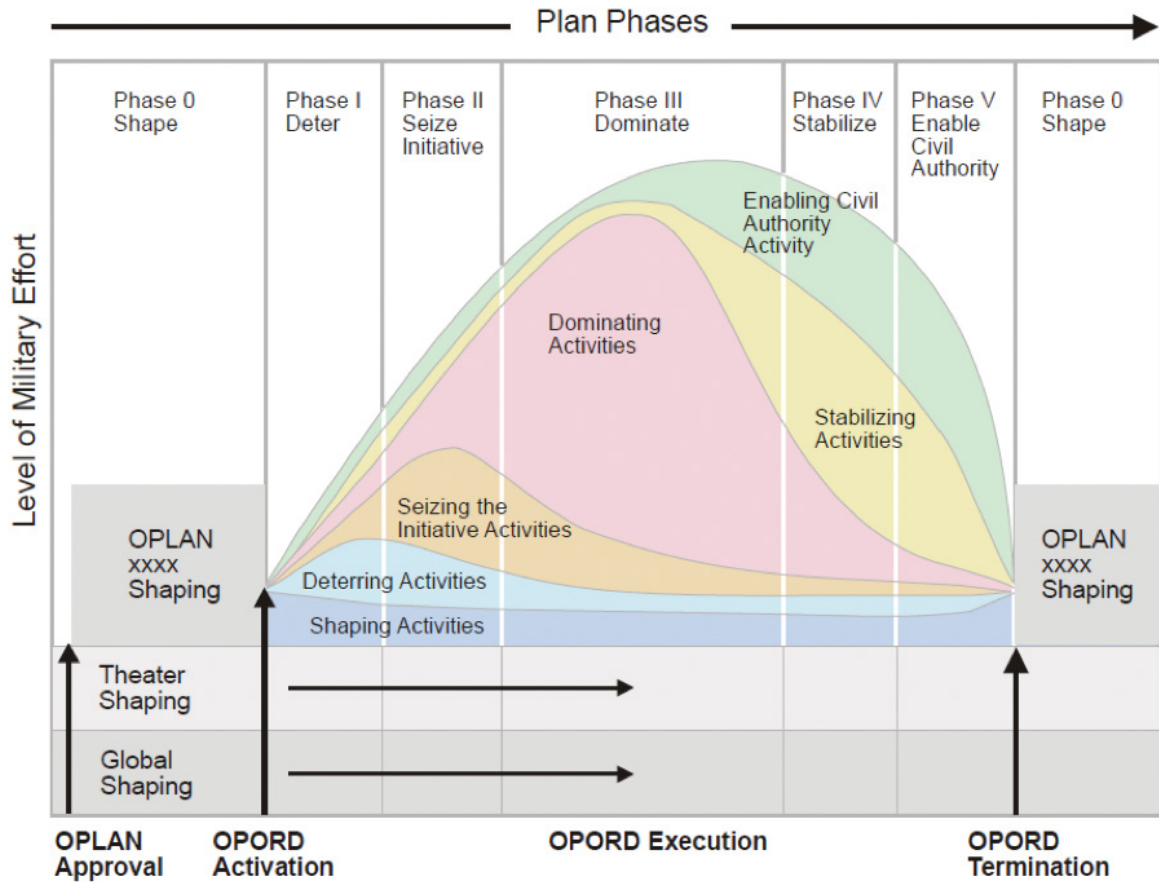 Plan Phases
Phase 0
Shape
Phase I
Deter
Phase II
Seize
Initiative
Phase III
Dominate
Phase IV
Stabilize
Phase V
Enable
Civil
Authority
Phase 0
Shape
Level of Military Effort
Enabling Civil
Authority
Activity
Dominating
Activities
Stabilizing
Activities
Seizing the
Initiative Activities
Deterring Activities
Shaping Activities
OPLAN
xxxx
Shaping
OPLAN
xxxx
Shaping
Theater
Shaping
Global
Shaping
OPLAN
Approval
OPORD
Activation
OPORD Execution
OPORD
Termination